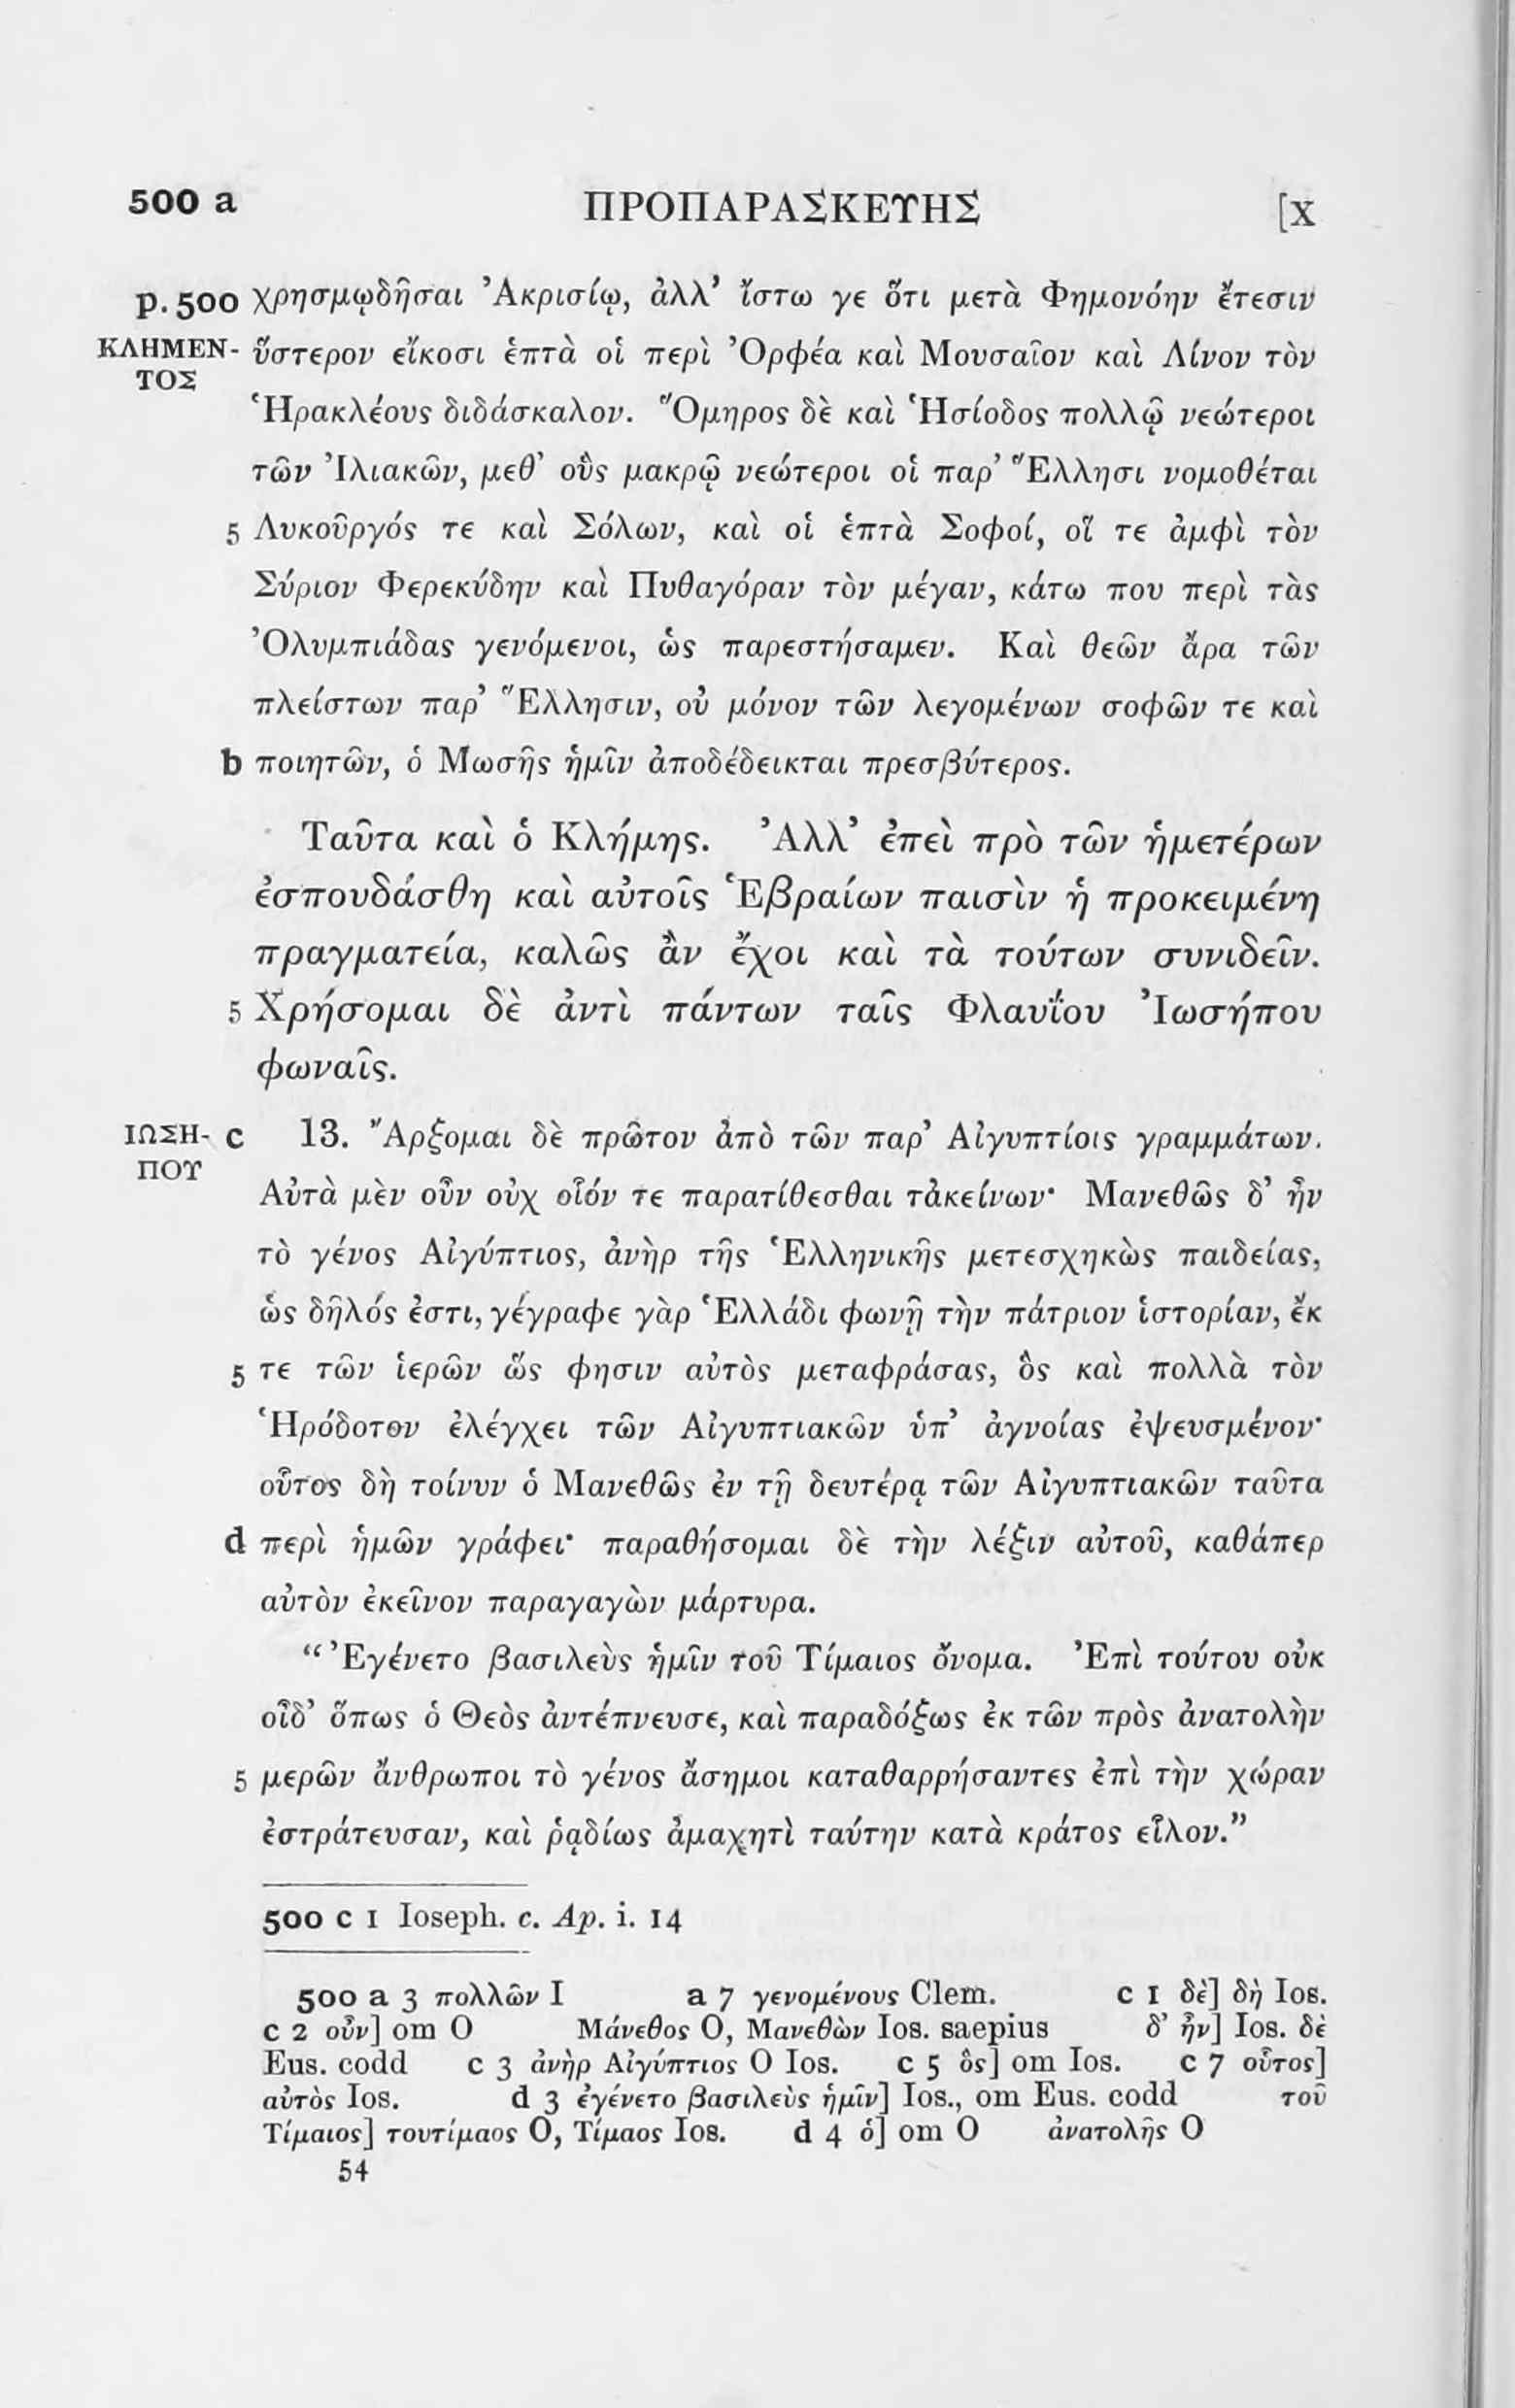 500 a ΠΡΟΠΑΡΑΣΚΕΥΗΣ [x
p. 500 χρησμῳδῆσαι Ἀκρισίῳ, ἀλλ’ ἴστω γε ὅτι μετὰ Φημονόην ἔτεσιν
ΚΛΗΜΕΝ- ὕστερον εἴκοσι ἑπτὰ οἱ περὶ Ὀρφέα καὶ Μουσαῖον καὶ Λίνον τὸν
ΤΟΣ
Ἡρακλέους διδάσκαλον. Ὅμηρος δὲ καὶ Ἡσίοδος πολλῷ νεώτεροι
τῶν Ἰλιακῶν, μεθ’ οὓς μακρῷ νεώτεροι οἱ παρ’ Ἕλλησι νομοθέται
5 Λυκοῦργός τε καὶ Σόλων, καὶ οἱ ἑπτὰ Σοφοί, οἵ τε ἀμφὶ τὸν
Σύριον Φερεκύδην καὶ Πυθαγόραν τὸν μέγαν, κάτω που περὶ τὰς
Ὀλυμπιάδας γενόμενοι, ὡς παρεστήσαμεν. Καὶ θεῶν ἄρα τῶν
πλείστων παρ’ Ἕλλησιν, οὐ μόνον τῶν λεγομένων σοφῶν τε καὶ
b ποιητῶν, ὁ Μωσῆς ἡμῖν ἀποδέδεικται πρεσβύτερος.
Ταῦτα καὶ ὁ Κλήμης. Ἀλλ’ ἐπεὶ πρὸ τῶν ἡμετέρων
ἐσπουδάσθη καὶ αὐτοῖς Ἑβραίων παισὶν ἡ προκειμένη
πραγματεία, καλῶς ἂν ἔχοι καὶ τὰ τούτων συνιδεῖν.
5 Χρήσομαι δὲ ἀντὶ πάντων ταῖς Φλαυΐου Ἰωσήπου
φωναῖς.
ΙΩΣΗ- c 13. Ἄρξομαι δὲ πρῶτον ἀπὸ τῶν παρ’ Αἰγυπτίοις γραμμάτων.
ΠΟΥ
Αὐτὰ μὲν οὖν οὐχ οἷόν τε παρατίθεσθαι τἀκείνων· Μανεθῶς δ’ ἦν
τὸ γένος Αἰγύπτιος, ἀνὴρ τῆς Ἑλληνικῆς μετεσχηκὼς παιδείας,
ὡς δῆλός ἐστι, γέγραφε γὰρ Ἑλλάδι φωνῇ τὴν πάτριον ἱστορίαν, ἔκ
5 τε τῶν ἱερῶν ὥς φησιν αὐτὸς μεταφράσας, ὃς καὶ πολλὰ τὸν
Ἡρόδοτον ἐλέγχει τῶν Αἰγυπτιακῶν ὑπ’ ἀγνοίας ἐψευσμένον·
οὗτος δὴ τοίνυν ὁ Μανεθῶς ἐν τῇ δευτέρᾳ τῶν Αἰγυπτιακῶν ταῦτα
d περὶ ἡμῶν γράφει· παραθήσομαι δὲ τὴν λέξιν αὐτοῦ, καθάπερ
αὐτὸν ἐκεῖνον παραγαγὼν μάρτυρα.
“Ἐγένετο βασιλεὺς ἡμῖν τοῦ Τίμαιος ὄνομα. Ἐπὶ τούτου οὐκ
οἶδ’ ὅπως ὁ Θεὸς ἀντέπνευσε, καὶ παραδόξως ἐκ τῶν πρὸς ἀνατολὴν
5 μερῶν ἄνθρωποι τὸ γένος ἄσημοι καταθαρρήσαντες ἐπὶ τὴν χώραν
ἐστράτευσαν, καὶ ῥᾳδίως ἀμαχητὶ ταύτην κατὰ κράτος εἷλον.”
500 c 1 Ioseph. c. Ap. i. 14
500 a 3 πολλῶν I a 7 γενομένους Clem. c 1 δὲ] δὴ Ios.
c 2 οὖν] om O Μάνεθος O, Μανεθὼν Ios. saepius δ’ ἦν] Ios. δὲ
Eus. codd c 3 ἀνὴρ Αἰγύπτιος O Ios. c 5 ὃς] om Ios. c 7 οὗτος]
αὐτὸς Ios. d 3 ἐγένετο βασιλεὺς ἡμῖν] Ios., om Eus. codd τοῦ
Τίμαιος] τουτίμαος O, Τίμαος Ios. d 4 ὁ] om O ἀνατολῆς O
54